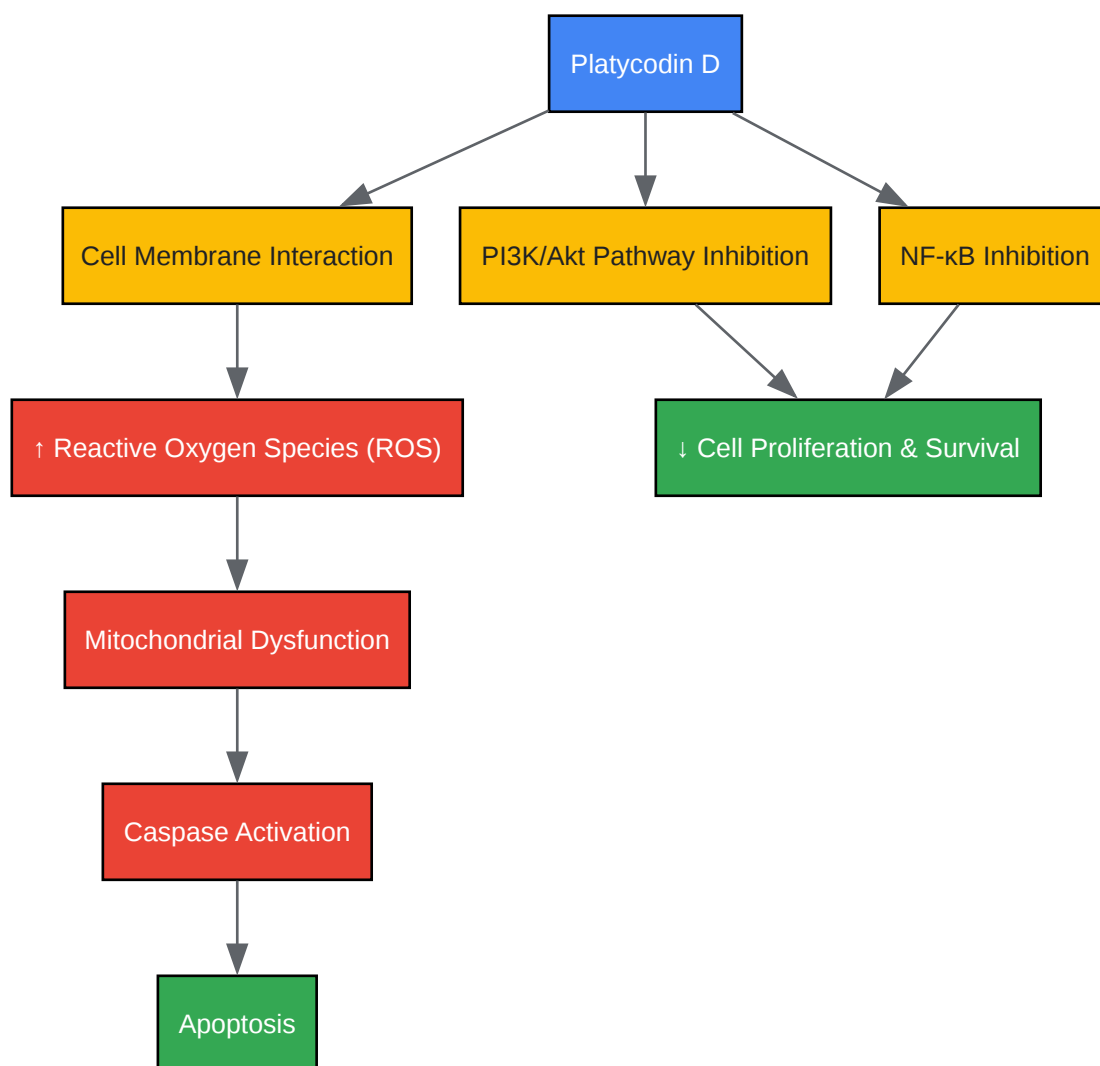 Platycodin D
Cell Membrane Interaction
PI3K/Akt Pathway Inhibition
NF-κB Inhibition
↑ Reactive Oxygen Species (ROS)
↓ Cell Proliferation & Survival
Mitochondrial Dysfunction
Caspase Activation
Apoptosis